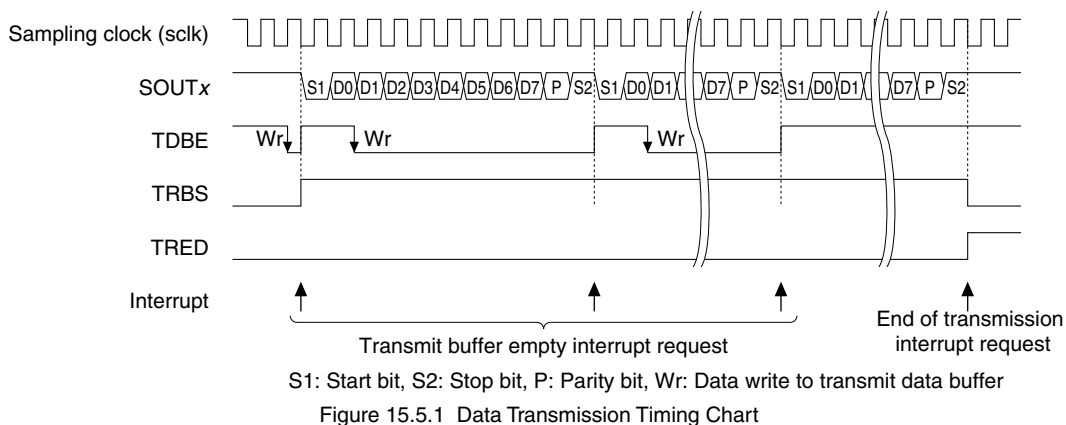 Sampling clock (sclk)
SOUTx
S1 D0 D1 D2 D3 D4 D5 D6 D7 P S2 S1 D0 D1 D7 P S2 S1 D0 D1 D7 P S2
TDBE
Wr Wr Wr
TRBS
TRED
Interrupt
Transmit buffer empty interrupt request
End of transmission
interrupt request
S1: Start bit, S2: Stop bit, P: Parity bit, Wr: Data write to transmit data buffer
Figure 15.5.1 Data Transmission Timing Chart